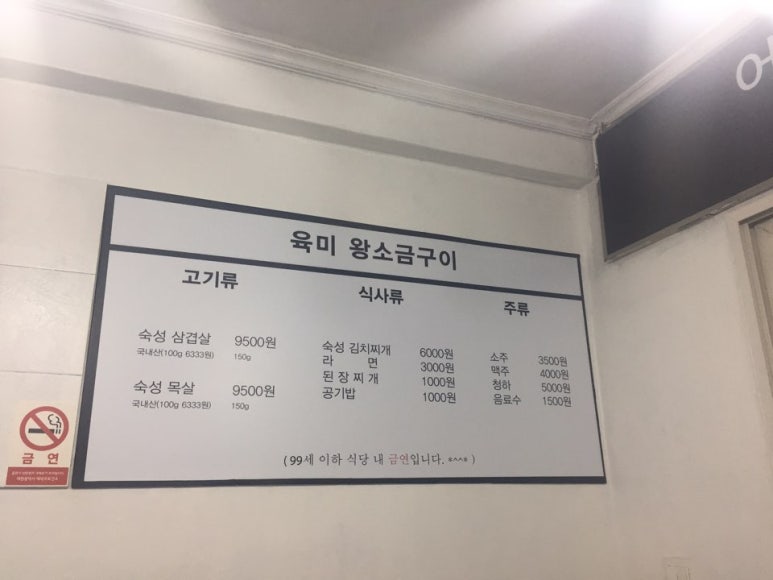 육미 왕소금구이
고기류
숙성 삼겹살 9500원
국내산(100g 6333원) 150g
숙성 목살 9500원
국내산(100g 6333원) 150g
식사류
숙성 김치찌개 6000원
라 면 3000원
된 장 찌 개 1000원
공기밥 1000원
주류
소주 3500원
맥주 4000원
청하 5000원
음료수 1500원
( 99세 이하 식당 내 금연입니다. *^^* )
금 연